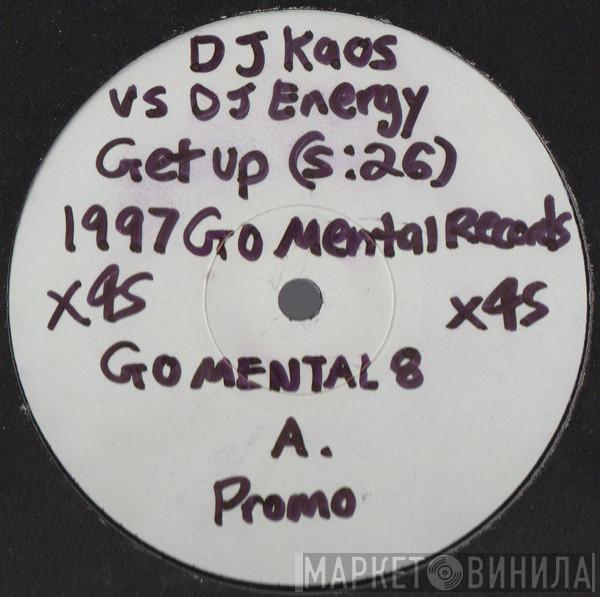 DJ Kaos
vs DJ Energy
Get up (5:26)
1997 Go Mental Records
x45 x45
GO MENTAL 8
A.
Promo
МАРКЕТ ВИНИЛА